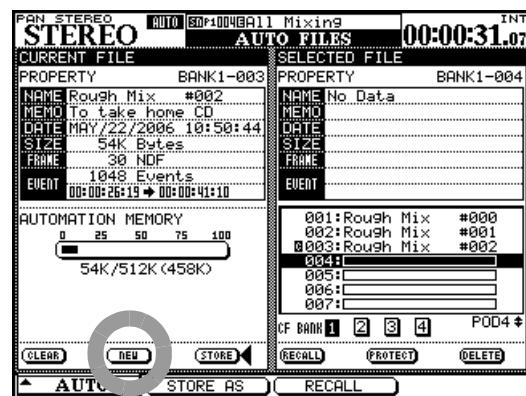 PAN STEREO
STEREO
AUTO
All Mixing
AUTO FILES
INT
00:00:31.07
CURRENT FILE
PROPERTY BANK1-003
NAME Rough Mix #002
MEMO To take home CD
DATE MAY/22/2006 10:50:44
SIZE 54K Bytes
FRAME 30 NDF
EVENT 1048 Events
00:00:26:19 → 00:00:41:10
AUTOMATION MEMORY
0 25 50 75 100
54K/512K(458K)
CLEAR NEW STORE
SELECTED FILE
PROPERTY BANK1-004
NAME No Data
MEMO
DATE
SIZE
FRAME
EVENT
001:Rough Mix #000
002:Rough Mix #001
003:Rough Mix #002
004:
005:
006:
007:
CF BANK 1 2 3 4 POD4
RECALL PROTECT DELETE
STORE AS RECALL